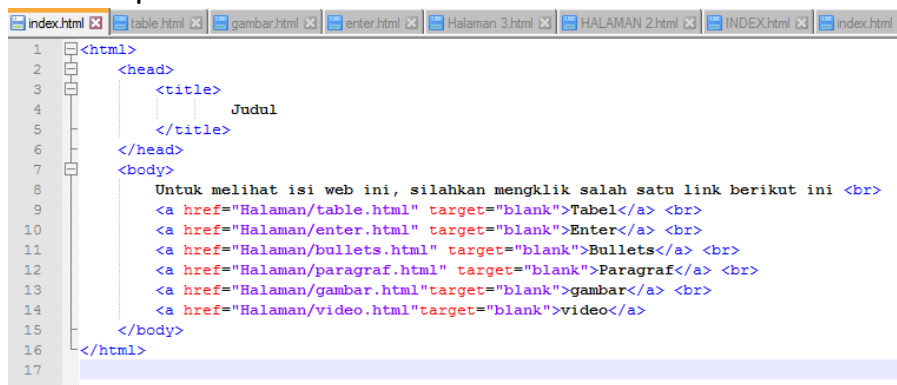 index.html table.html gambar.html enter.html Halaman 3.html HALAMAN 2.html INDEX.html index.html
1 <html>
2 <head>
3 <title>
4 Judul
5 </title>
6 </head>
7 <body>
8 Untuk melihat isi web ini, silahkan mengklik salah satu link berikut ini <br>
9 <a href="Halaman/table.html" target="blank">Tabel</a> <br>
10 <a href="Halaman/enter.html" target="blank">Enter</a> <br>
11 <a href="Halaman/bullets.html" target="blank">Bullets</a> <br>
12 <a href="Halaman/paragraf.html" target="blank">Paragraf</a> <br>
13 <a href="Halaman/gambar.html"target="blank">gambar</a> <br>
14 <a href="Halaman/video.html"target="blank">video</a>
15 </body>
16 </html>
17